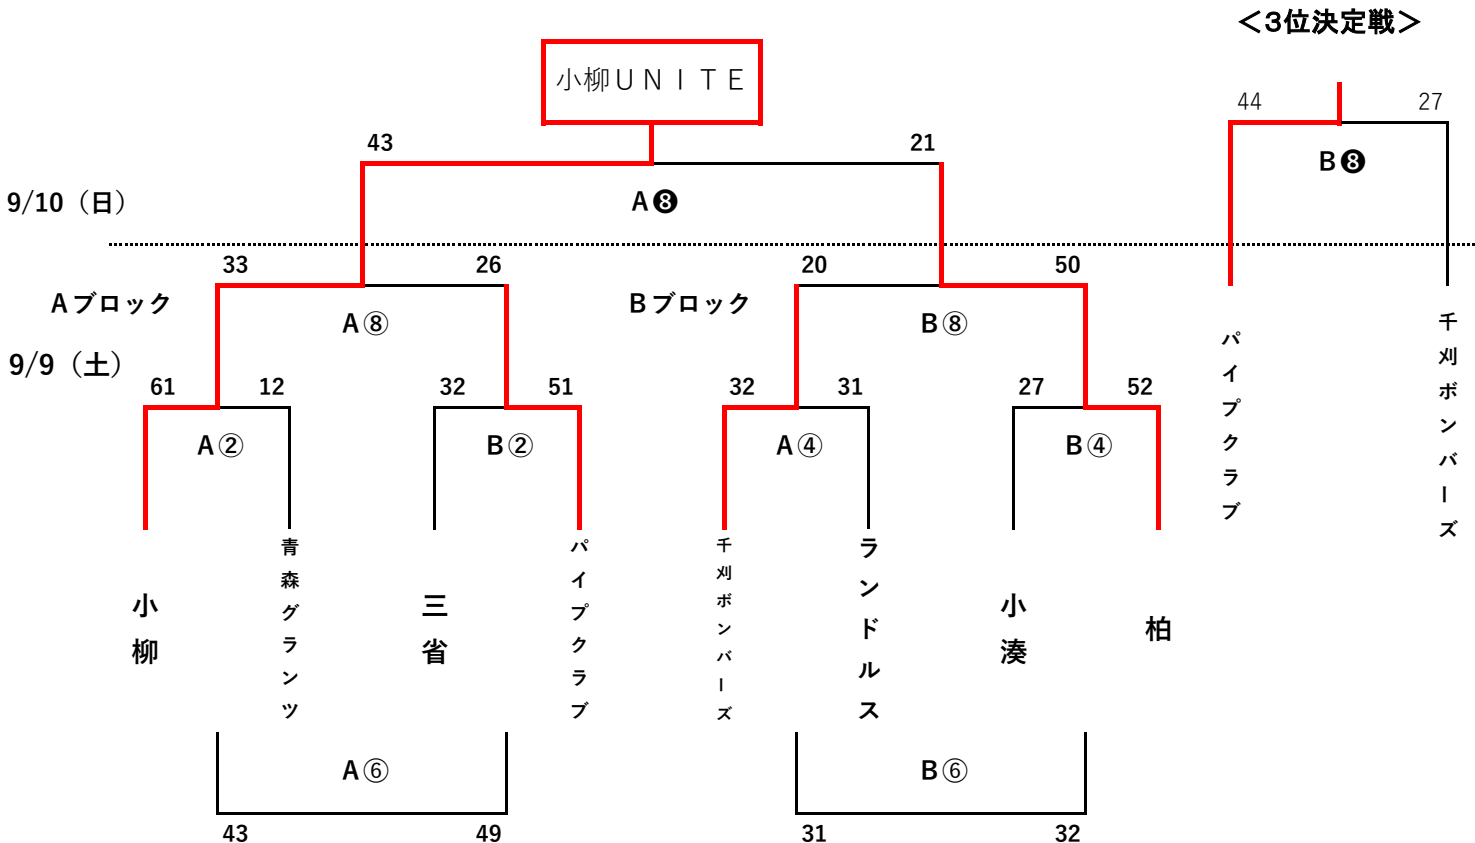 ＜３位決定戦＞
小柳ＵＮＩＴＥ
44 27
43 21
B❽
9/10（日）
A❽
33 26 20 50
Aブロック
Bブロック
A⑧ B⑧
9/9（土）
61 12 32 51 32 31 27 52
A② B② A④ B④
パイプクラブ
千刈ボンバーズ
小柳
青森グランツ
三省
パイプクラブ
千刈ボンバーズ
ランドルス
小湊
柏
A⑥ B⑥
43 49 31 32